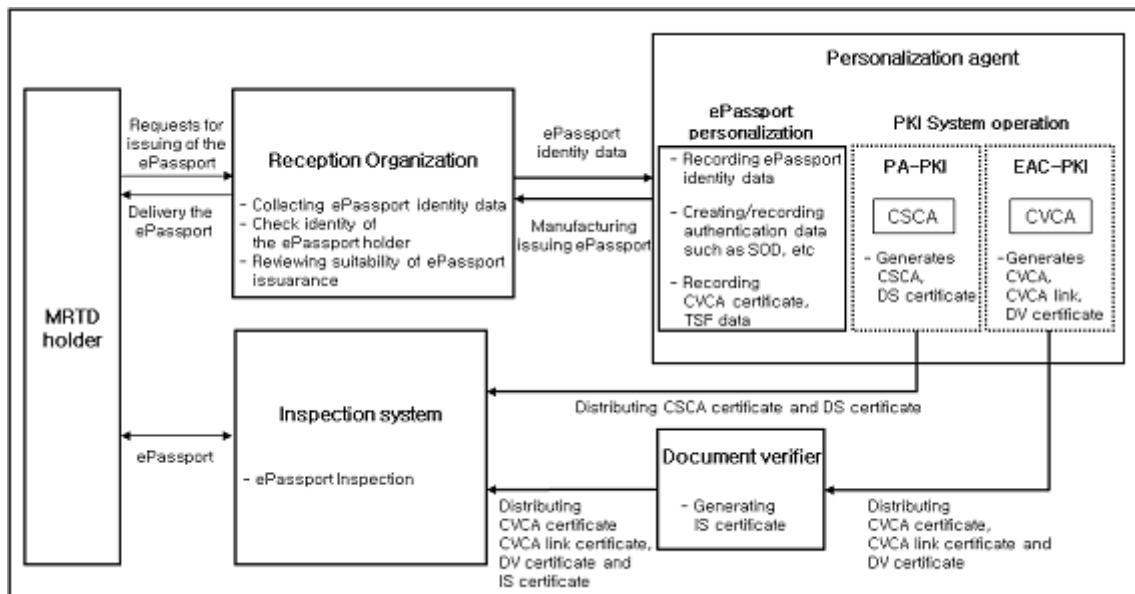 Personalization agent
ePassport
personalization
PKI System operation
Requests for
issuing of the
ePassport
Reception Organization
ePassport
identity data
- Recording ePassport
identity data
PA-PKI
EAC-PKI
Delivery the
ePassport
- Collecting ePassport identity data
- Check identity of
the ePassport holder
- Reviewing suitability of ePassport
issuarance
Manufacturing
issuing ePassport
- Creating/recording
authentication data
such as SOD, etc
CSCA
CVCA
- Recording
CVCA certificate,
TSF data
- Generates
CSCA,
DS certificate
- Generates
CVCA,
CVCA link,
DV certificate
MRTD
holder
Distributing CSCA certificate and DS certificate
Inspection system
ePassport
- ePassport Inspection
Document verifier
- Generating
IS certificate
Distributing
CVCA certificate
CVCA link certificate,
DV certificate and
IS certificate
Distributing
CVCA certificate,
CVCA link certificate and
DV certificate